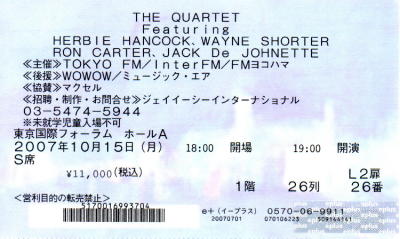 THE QUARTET
Featuring
HERBIE HANCOCK、WAYNE SHORTER
RON CARTER、JACK De JOHNETTE
≪主催≫TOKYO FM／InterFM／FMヨコハマ
≪後援≫WOWOW／ミュージック・エア
≪協賛≫マクセル
≪招聘・制作・お問合せ≫ジェイイーシーインターナショナル
03-5474-5944
※未就学児童入場不可
東京国際フォーラム ホールA
2007年10月15日（月） 18:00 開場 19:00 開演
S席
¥11,000(税込) L2扉
1階 26列 26番
＜営利目的の転売禁止＞
5170016993704
e+（イープラス） 0570-06-9911
20070701 070106223 509164141